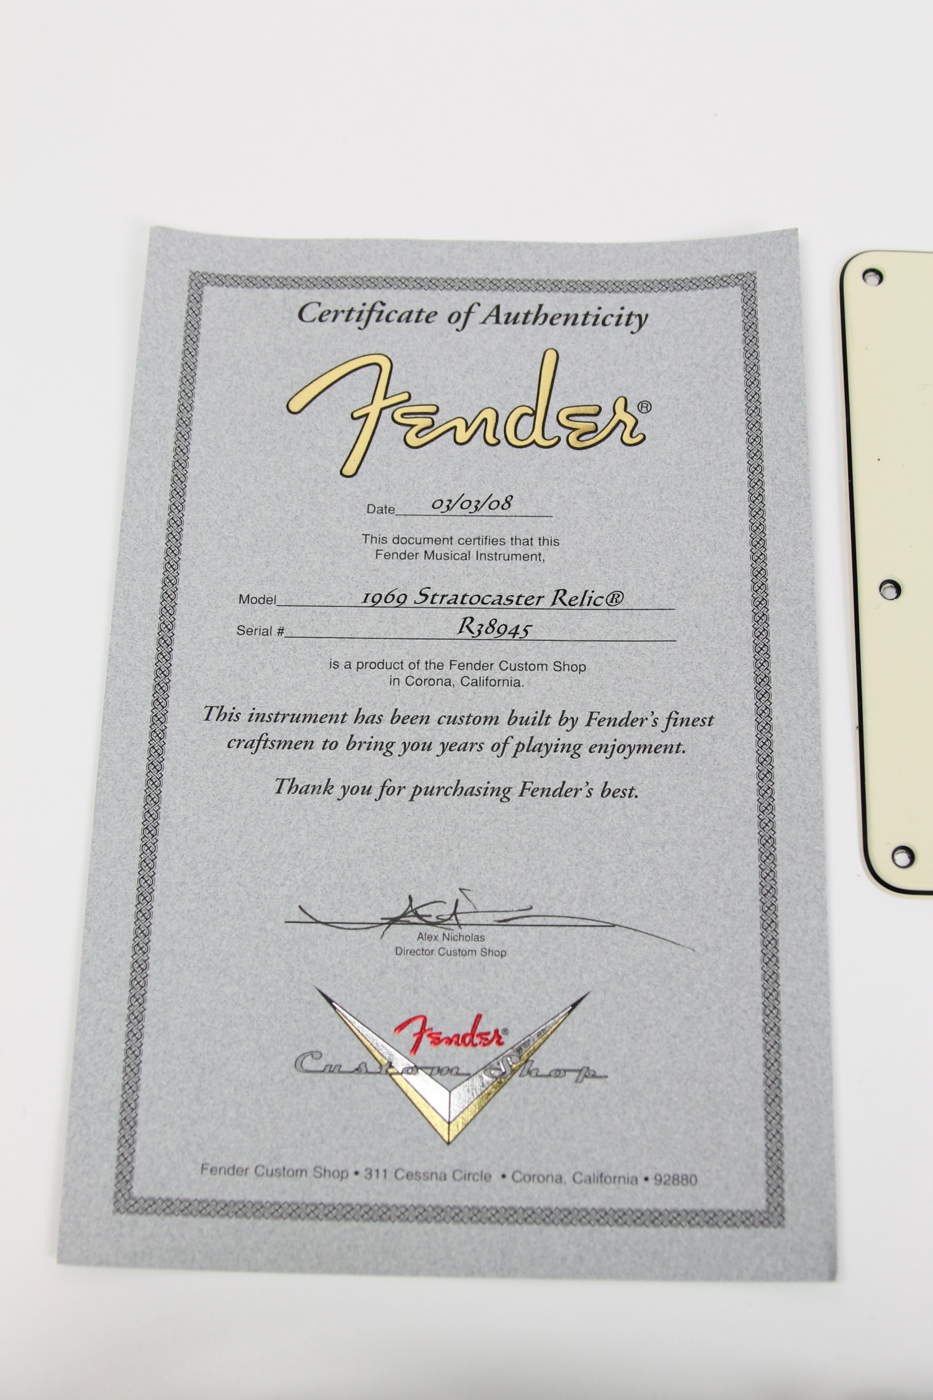 Certificate of Authenticity
Fender®
Date 03/03/08
This document certifies that this
Fender Musical Instrument,
Model 1969 Stratocaster Relic®
Serial # R38945
is a product of the Fender Custom Shop
in Corona, California.
This instrument has been custom built by Fender's finest
craftsmen to bring you years of playing enjoyment.
Thank you for purchasing Fender's best.
Alex Nicholas
Director Custom Shop
Fender®
Custom Shop
Fender Custom Shop • 311 Cessna Circle • Corona, California • 92880